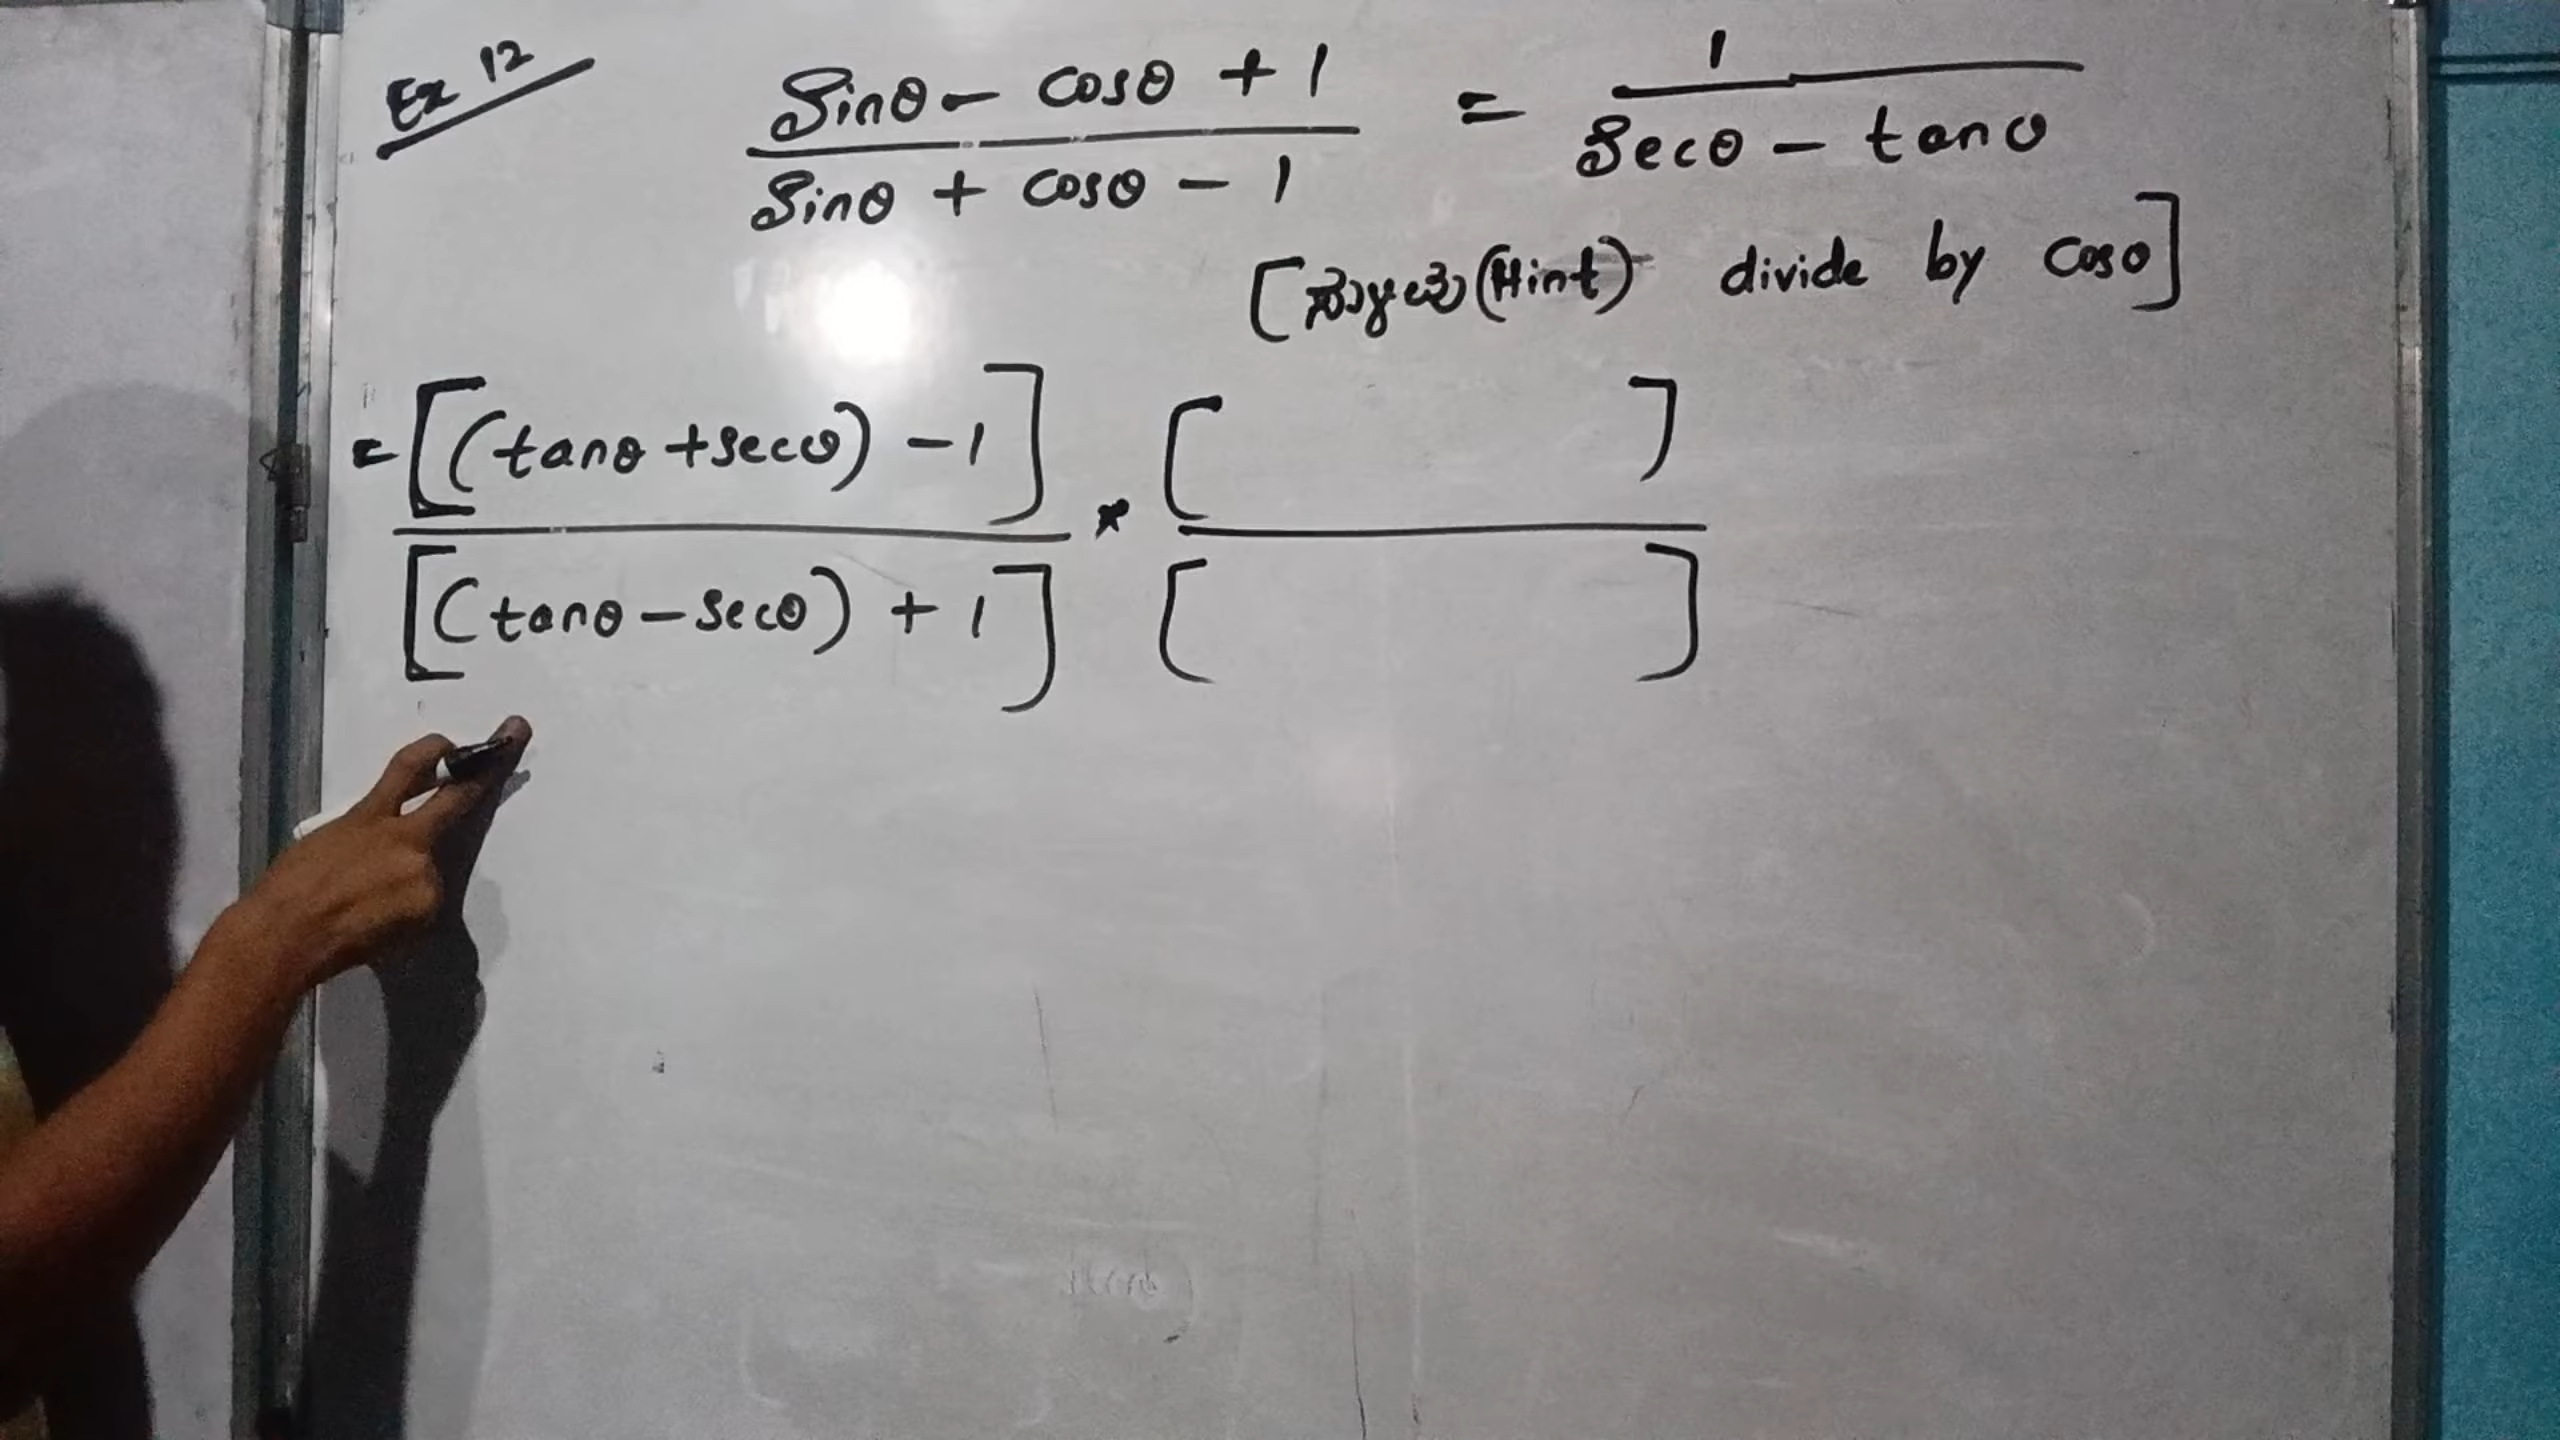 Ex 12
sinθ - cosθ + 1 / sinθ + cosθ - 1 = 1 / secθ - tanθ
[(Hint) divide by cosθ]
= [(tanθ + secθ) - 1] / [(tanθ - secθ) + 1] * [ ] / [ ]